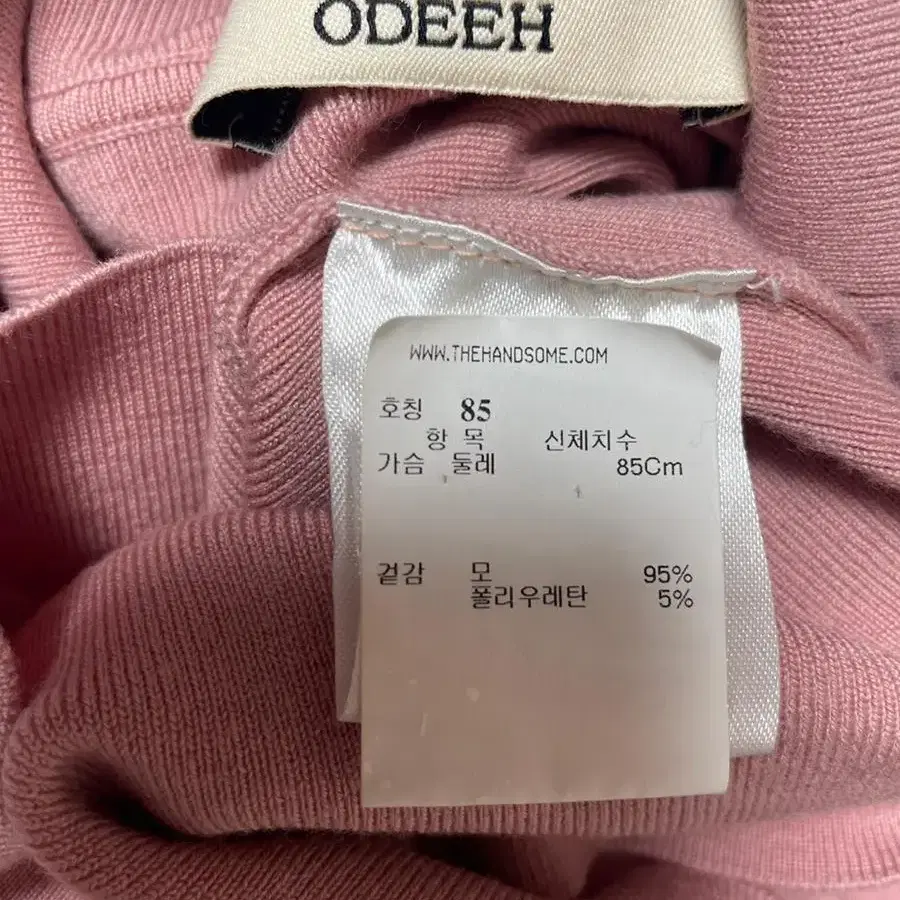 ODEEH
WWW.THEHANDSOME.COM
호칭 85
항 목 신체치수
가슴 둘레 85Cm
겉감 모 95%
폴리우레탄 5%